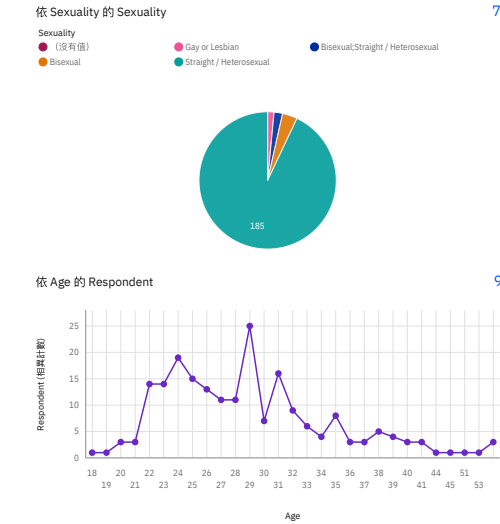 依 Sexuality 的 Sexuality
7
Sexuality
（沒有值）
Gay or Lesbian
Bisexual;Straight / Heterosexual
Bisexual
Straight / Heterosexual
185
依 Age 的 Respondent
9
Respondent (相異計數)
25
20
15
10
5
0
18 20 22 24 26 28 30 32 34 36 38 40 44 51
19 21 23 25 27 29 31 33 35 37 39 41 45 53
Age